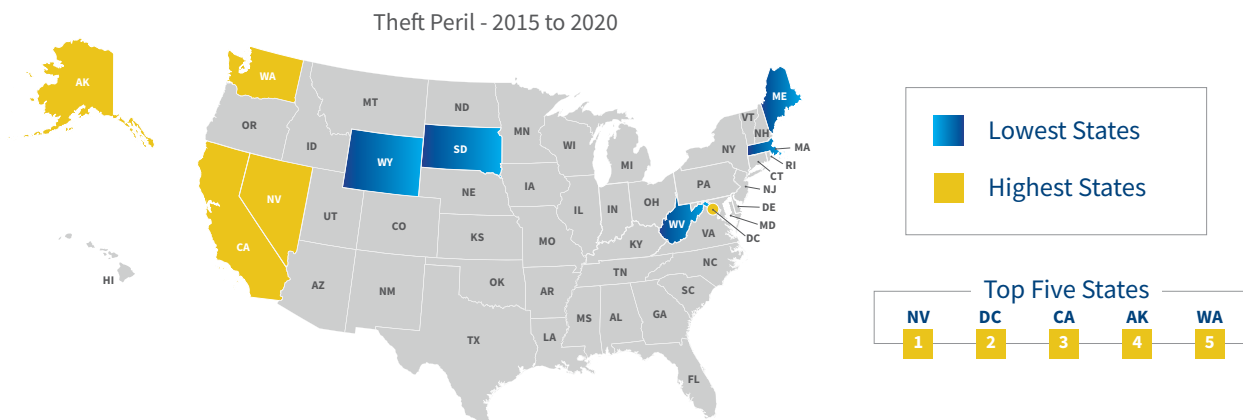 Theft Peril - 2015 to 2020
AK
WA
MT
ND
MN
OR
ID
WY
SD
WI
MI
NY
VT
NH
ME
MA
RI
CT
NJ
PA
DE
MD
DC
NV
UT
CO
NE
IA
IL
IN
OH
WV
VA
CA
KS
MO
KY
NC
HI
AZ
NM
OK
AR
TN
SC
TX
LA
MS
AL
GA
FL
Lowest States
Highest States
Top Five States
NV DC CA AK WA
1 2 3 4 5